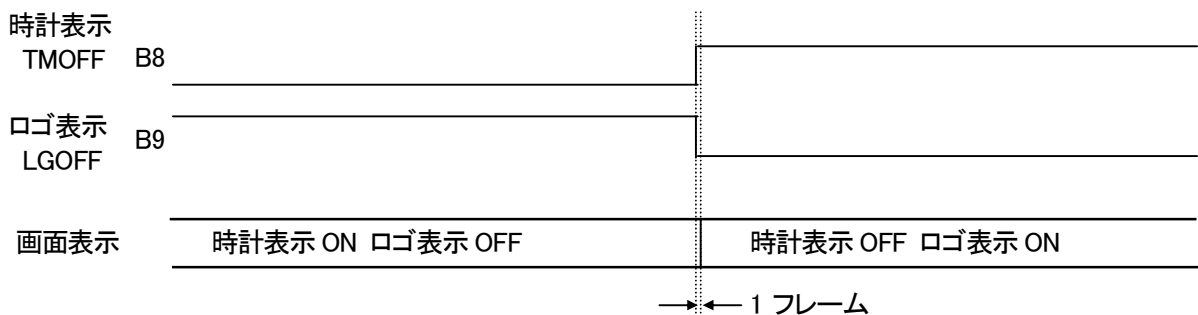 時計表示
TMOFF B8
ロゴ表示 B9
LGOFF
画面表示 時計表示 ON ロゴ表示 OFF 時計表示 OFF ロゴ表示 ON
1 フレーム